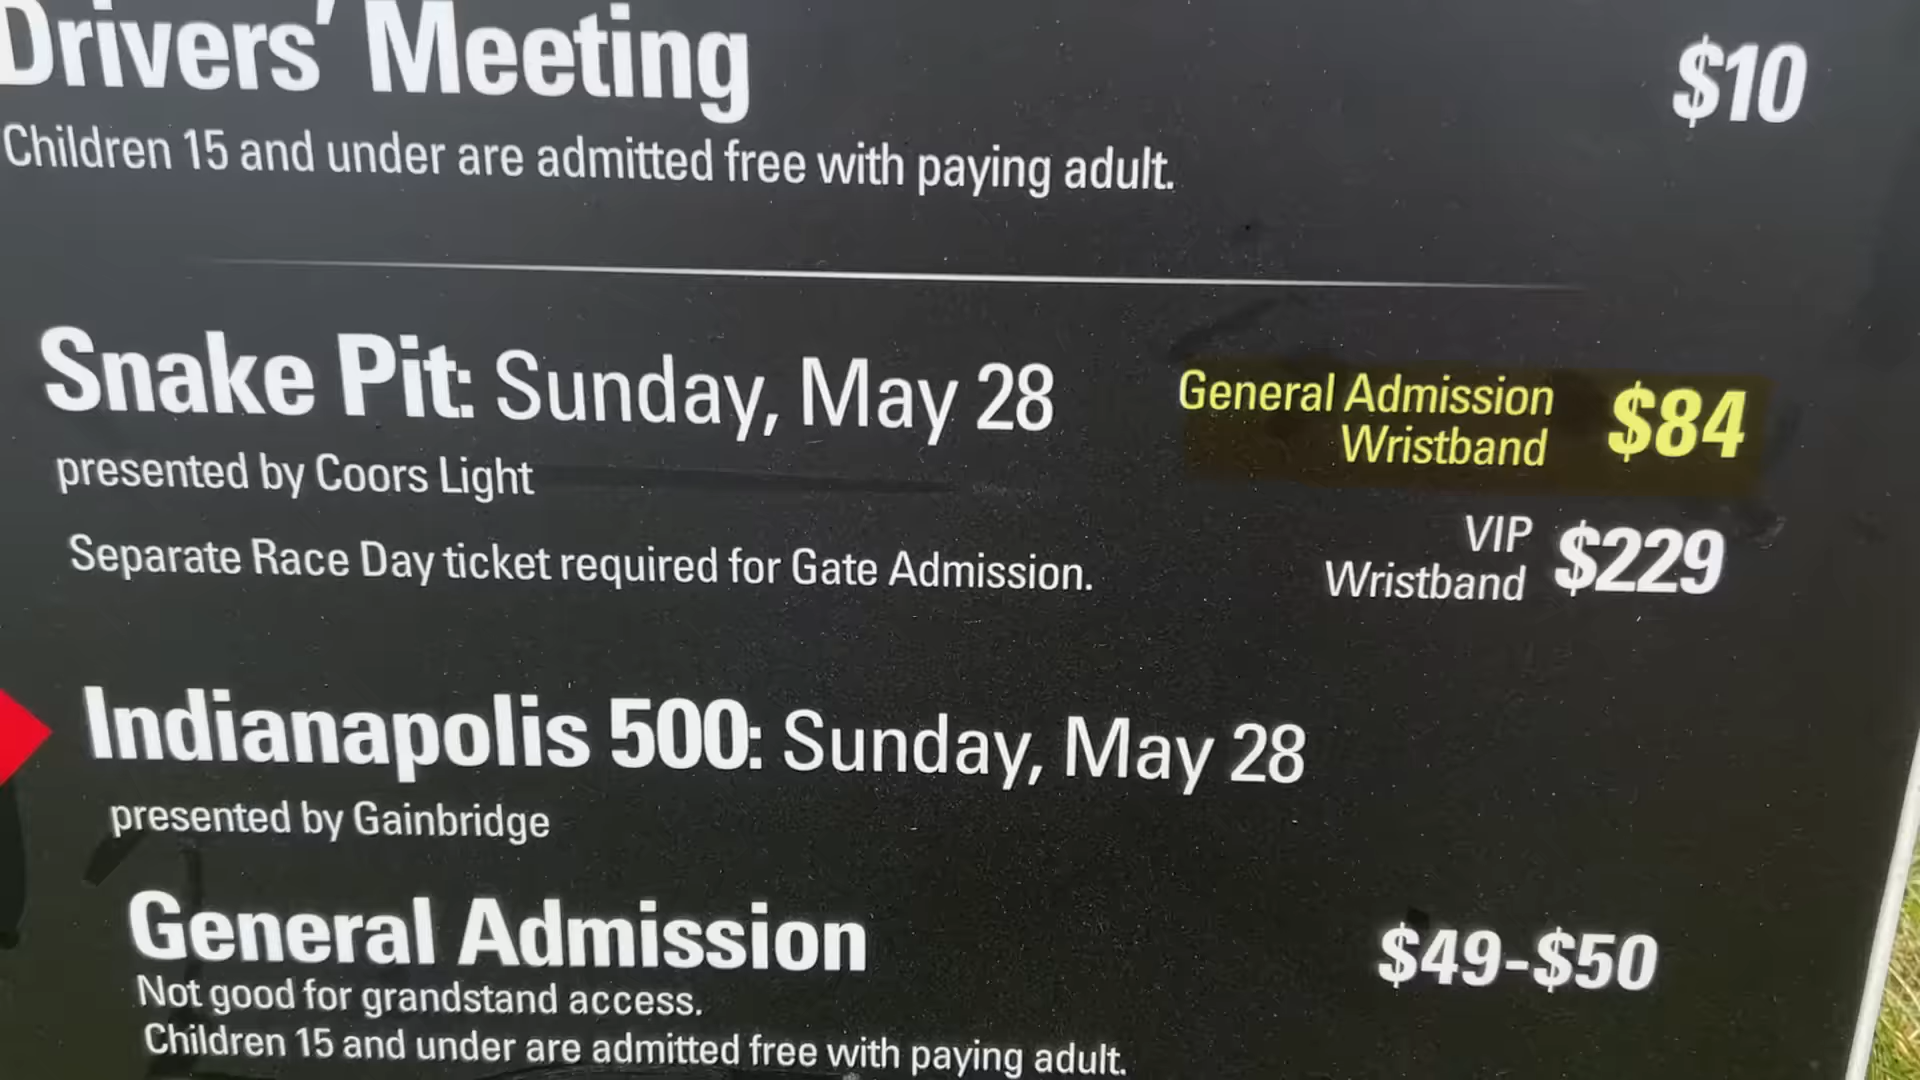 Drivers' Meeting $10
Children 15 and under are admitted free with paying adult.
Snake Pit: Sunday, May 28
presented by Coors Light
Separate Race Day ticket required for Gate Admission.
General Admission
Wristband $84
VIP
Wristband $229
Indianapolis 500: Sunday, May 28
presented by Gainbridge
General Admission $49-$50
Not good for grandstand access.
Children 15 and under are admitted free with paying adult.